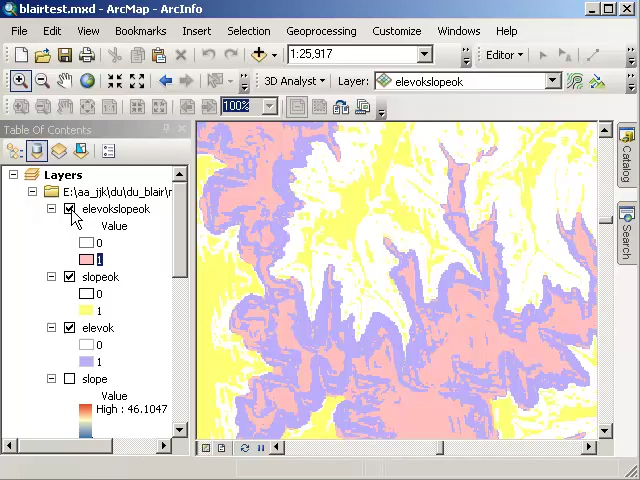 blairtest.mxd - ArcMap - ArcInfo
File Edit View Bookmarks Insert Selection Geoprocessing Customize Windows Help
1:25,917 Editor
3D Analyst Layer: elevokslopeok
100%
Table Of Contents
Layers
E:\aa_jjk\du\du_blair\r
elevokslopeok
Value
0
1
slopeok
0
1
elevok
0
1
slope
Value
High : 46.1047
Catalog
Search